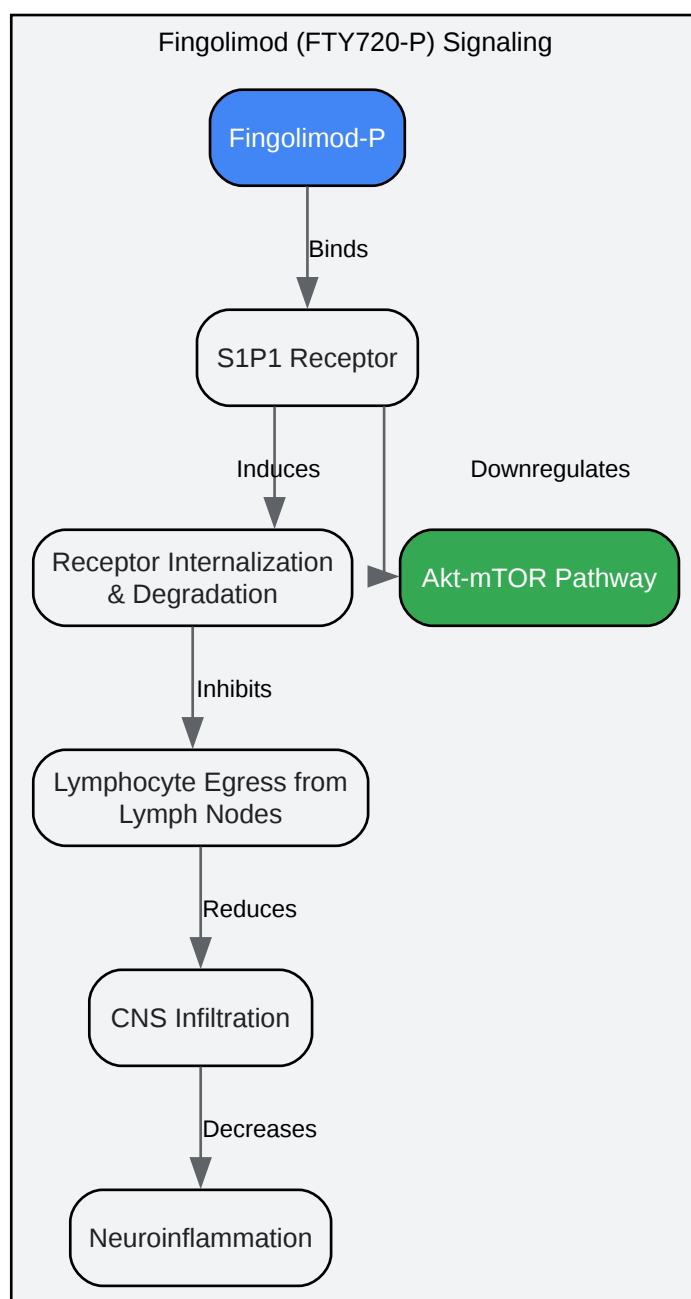 Fingolimod (FTY720-P) Signaling
Fingolimod-P
Binds
S1P1 Receptor
Induces
Downregulates
Receptor Internalization
& Degradation
Akt-mTOR Pathway
Inhibits
Lymphocyte Egress from
Lymph Nodes
Reduces
CNS Infiltration
Decreases
Neuroinflammation